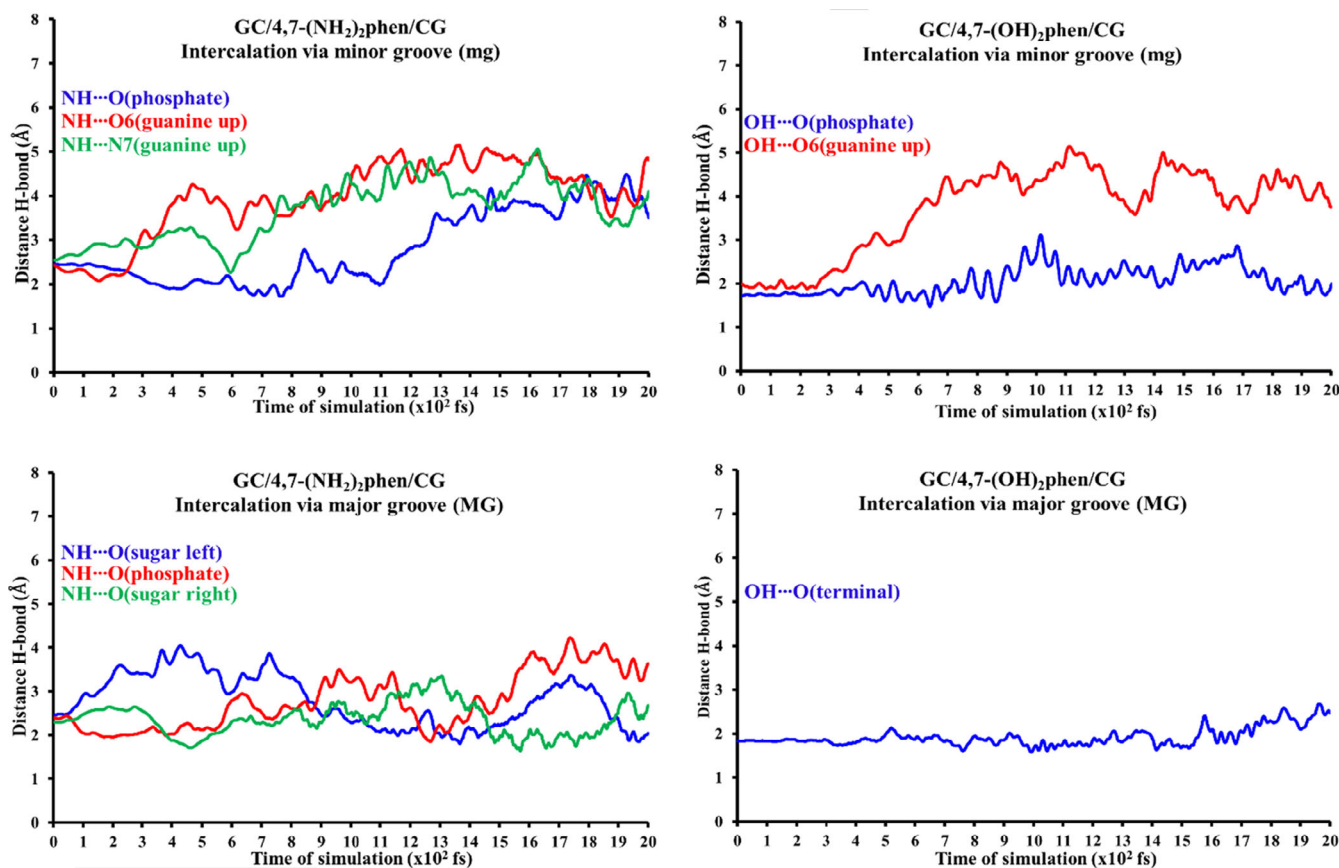 GC/4,7-(NH₂)₂phen/CG
Intercalation via minor groove (mg)
NH···O(phosphate)
NH···O6(guanine up)
NH···N7(guanine up)
Distance H-bond (Å)
8
7
6
5
4
3
2
1
0
0 1 2 3 4 5 6 7 8 9 10 11 12 13 14 15 16 17 18 19 20
Time of simulation (x10² fs)
GC/4,7-(OH)₂phen/CG
Intercalation via minor groove (mg)
OH···O(phosphate)
OH···O6(guanine up)
Distance H-bond (Å)
8
7
6
5
4
3
2
1
0
0 1 2 3 4 5 6 7 8 9 10 11 12 13 14 15 16 17 18 19 20
Time of simulation (x10² fs)
GC/4,7-(NH₂)₂phen/CG
Intercalation via major groove (MG)
NH···O(sugar left)
NH···O(phosphate)
NH···O(sugar right)
Distance H-bond (Å)
8
7
6
5
4
3
2
1
0
0 1 2 3 4 5 6 7 8 9 10 11 12 13 14 15 16 17 18 19 20
Time of simulation (x10² fs)
GC/4,7-(OH)₂phen/CG
Intercalation via major groove (MG)
OH···O(terminal)
Distance H-bond (Å)
8
7
6
5
4
3
2
1
0
0 1 2 3 4 5 6 7 8 9 10 11 12 13 14 15 16 17 18 19 20
Time of simulation (x10² fs)